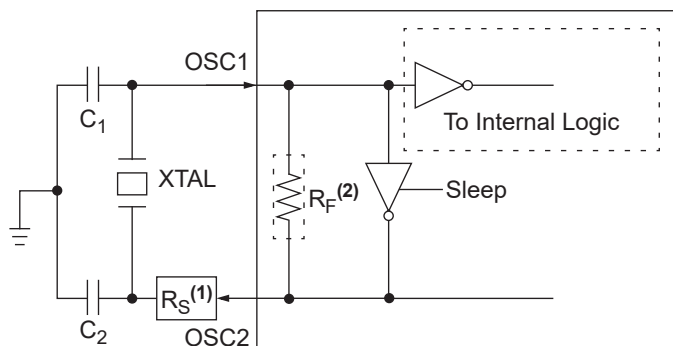 OSC1
C1
To Internal Logic
XTAL
RF(2)
Sleep
RS(1)
C2
OSC2